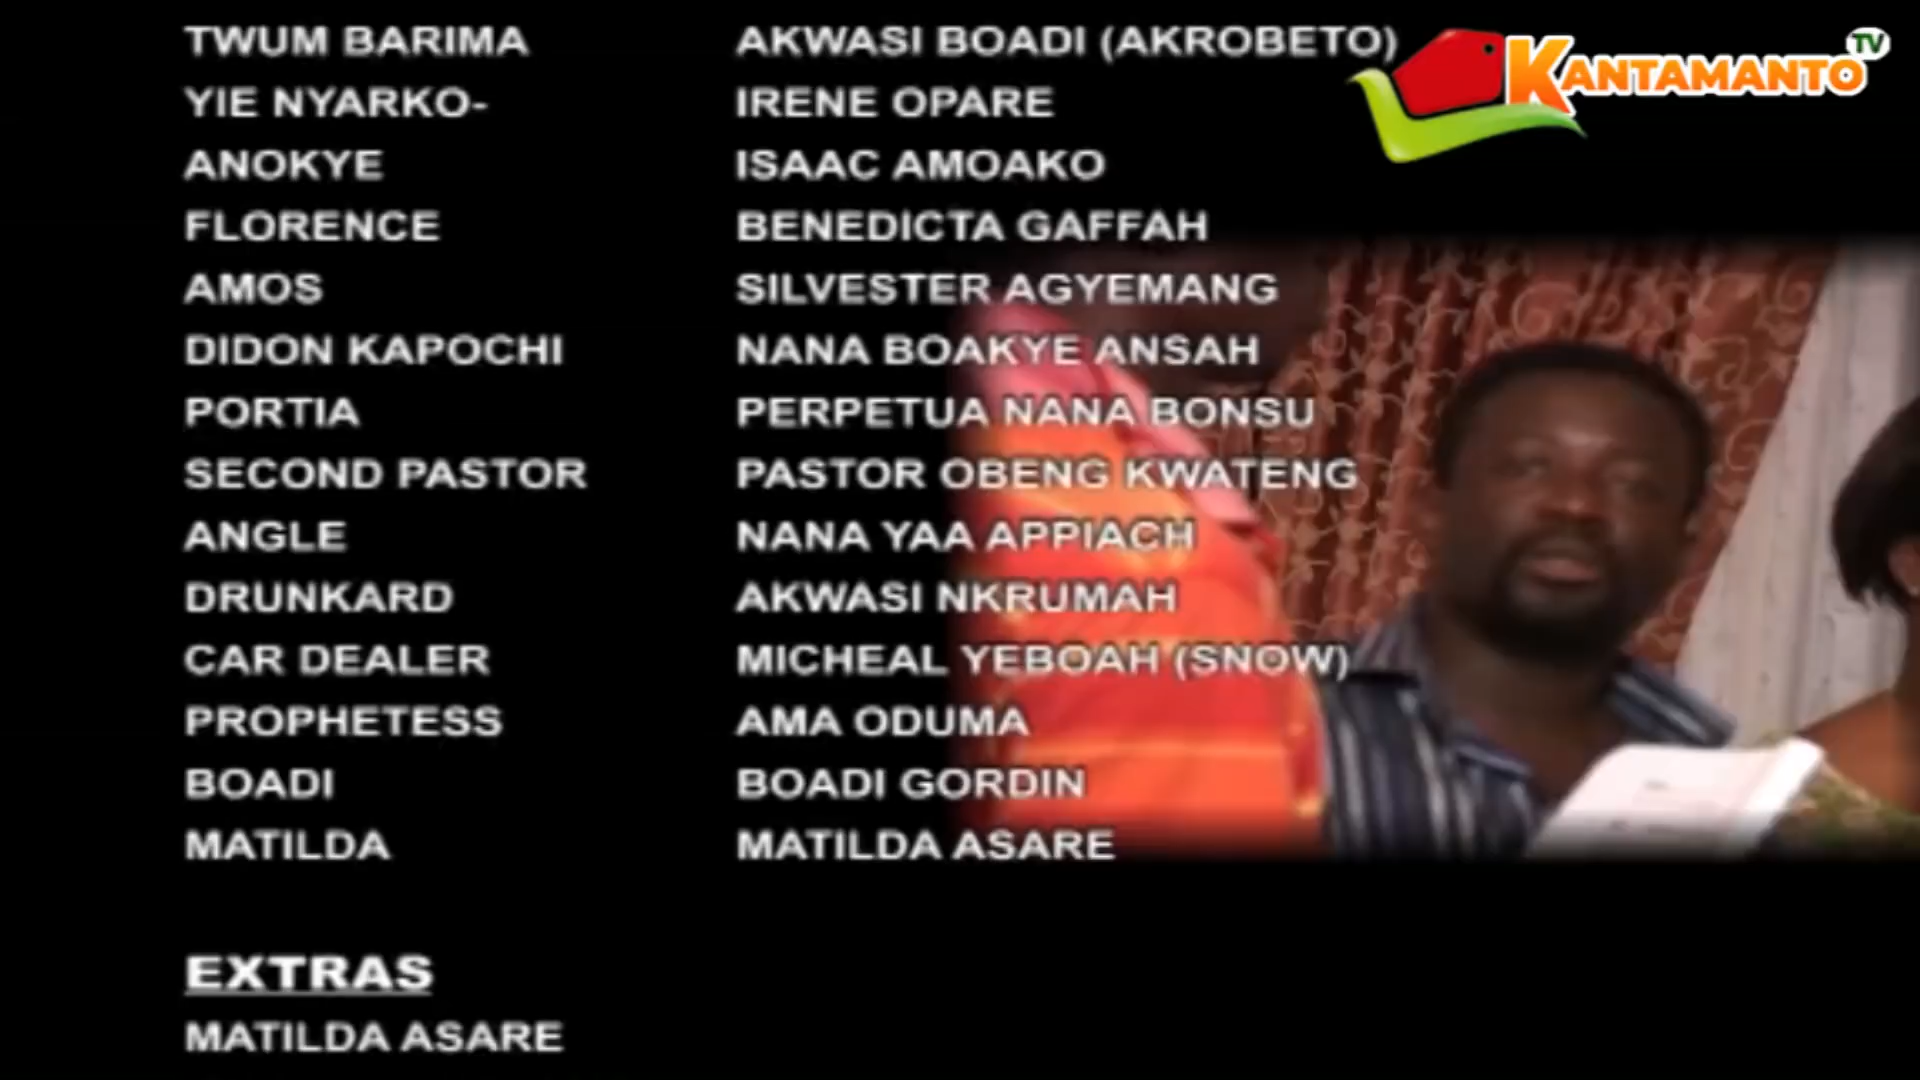 TWUM BARIMA AKWASI BOADI (AKROBETO)
KANTAMANTO TV
YIE NYARKO- IRENE OPARE
ANOKYE ISAAC AMOAKO
FLORENCE BENEDICTA GAFFAH
AMOS SILVESTER AGYEMANG
DIDON KAPOCHI NANA BOAKYE ANSAH
PORTIA PERPETUA NANA BONSU
SECOND PASTOR PASTOR OBENG KWATENG
ANGLE NANA YAA APPIACH
DRUNKARD AKWASI NKRUMAH
CAR DEALER MICHEAL YEBOAH (SNOW)
PROPHETESS AMA ODUMA
BOADI BOADI GORDIN
MATILDA MATILDA ASARE
EXTRAS
MATILDA ASARE